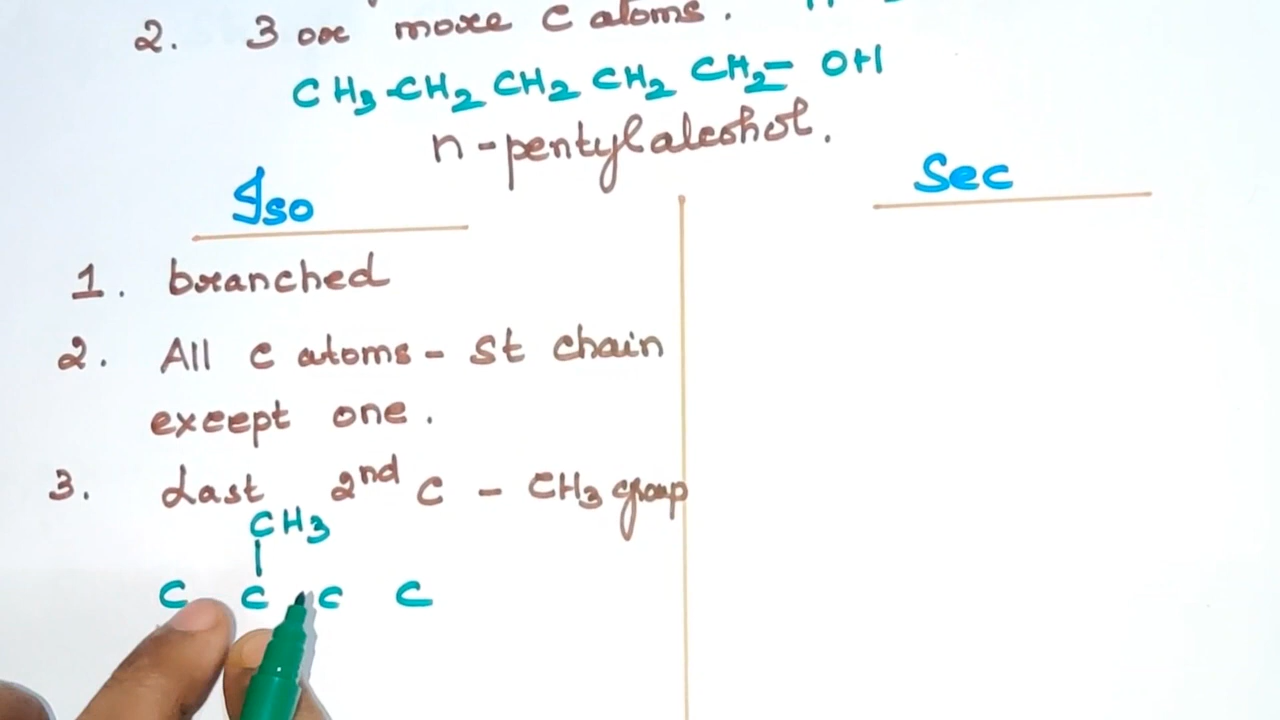 2. 3 or more C atoms.
CH3-CH2 CH2 CH2 CH2- OH
n-pentylalcohol.
Iso
1. branched
2. All C atoms - St chain
except one.
3. Last 2nd C - CH3 group
CH3
|
C C C C
Sec